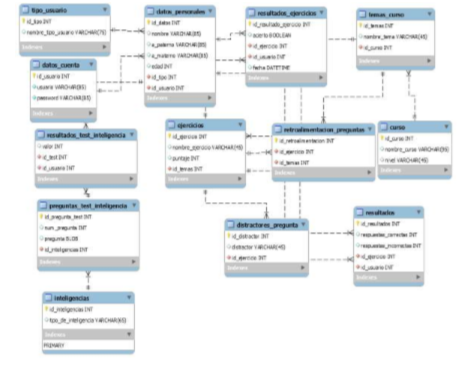 tipo_usuario
id_tipo INT
nombre_tipo_usuario VARCHAR(75)
Indexes
datos_personales
id_datos INT
nombre VARCHAR(85)
a_paterno VARCHAR(85)
a_materno VARCHAR(85)
edad INT
id_tipo INT
id_usuario INT
Indexes
resultados_ejercicios
id_resultado_ejercicio INT
acierto BOOLEAN
id_ejercicio INT
id_usuario INT
fecha DATETIME
Indexes
temas_curso
id_temas INT
nombre_tema VARCHAR(45)
id_curso INT
Indexes
datos_cuenta
id_usuario INT
usuario VARCHAR(85)
password VARCHAR(85)
Indexes
resultados_test_inteligencia
valor INT
id_test INT
id_usuario INT
Indexes
ejercicios
id_ejercicio INT
nombre_ejercicio VARCHAR(45)
puntaje INT
id_temas INT
Indexes
retroalimentacion_preguntas
id_retroalimentacion INT
id_ejercicio INT
id_temas INT
Indexes
curso
id_curso INT
nombre_curso VARCHAR(85)
nivel VARCHAR(45)
Indexes
preguntas_test_inteligencia
id_pregunta_test INT
num_pregunta INT
pregunta BLOB
id_inteligencias INT
Indexes
distractores_pregunta
id_distractor INT
distractor VARCHAR(45)
id_ejercicio INT
Indexes
resultados
id_resultados INT
respuestas_correctas INT
respuestas_incorrectas INT
id_ejercicio INT
id_usuario INT
Indexes
inteligencias
id_inteligencias INT
tipo_de_inteligencia VARCHAR(65)
Indexes
PRIMARY